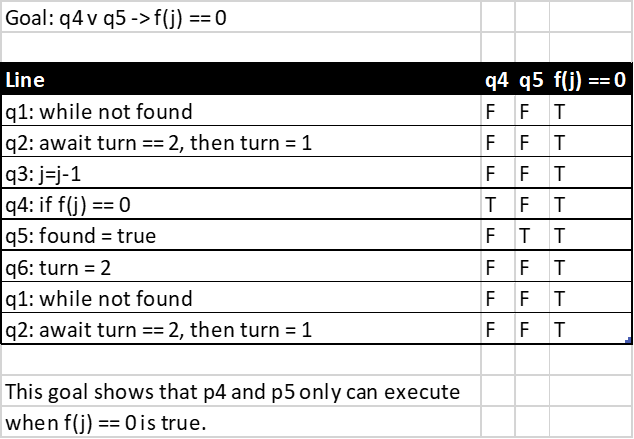 Goal: q4 v q5 -> f(j) == 0
Line q4 q5 f(j) == 0
q1: while not found F F T
q2: await turn == 2, then turn = 1 F F T
q3: j=j-1 F F T
q4: if f(j) == 0 T F T
q5: found = true F T T
q6: turn = 2 F F T
q1: while not found F F T
q2: await turn == 2, then turn = 1 F F T
This goal shows that p4 and p5 only can execute
when f(j) == 0 is true.